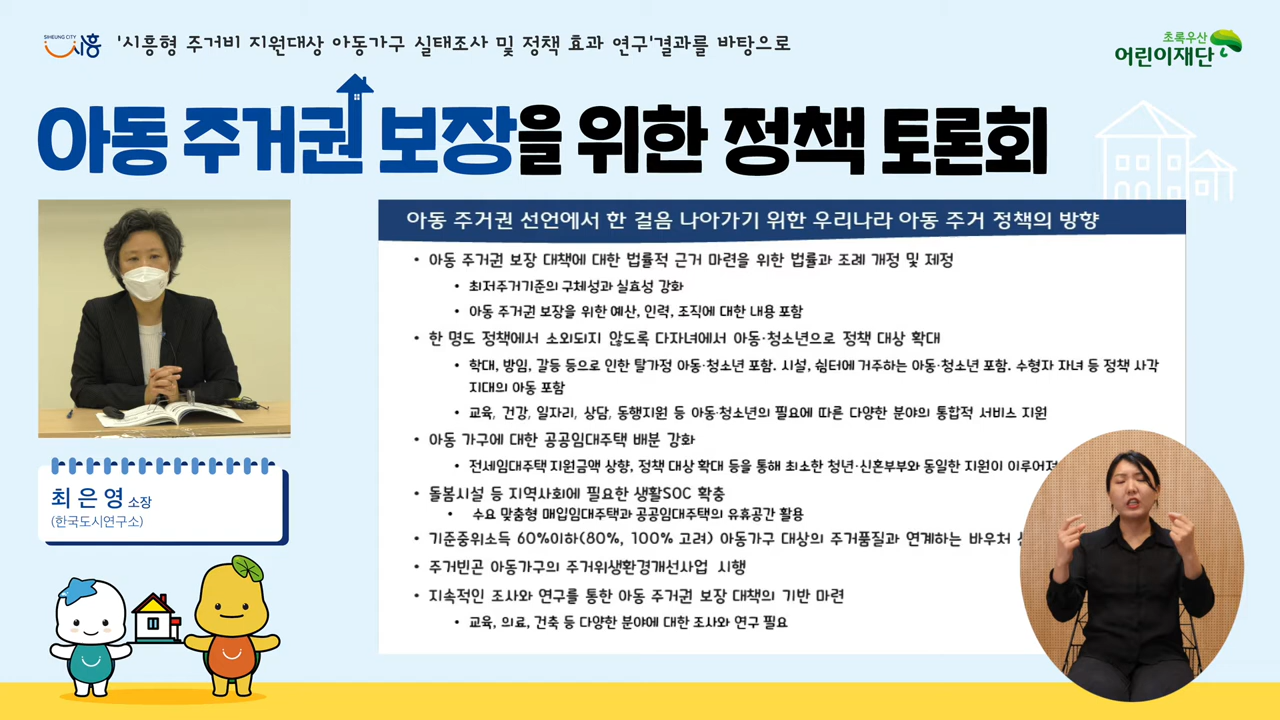 SIHEUNG CITY
시흥
'시흥형 주거비 지원대상 아동가구 실태조사 및 정책 효과 연구'결과를 바탕으로
초록우산
어린이재단
아동 주거권 보장을 위한 정책 토론회
아동 주거권 선언에서 한 걸음 나아가기 위한 우리나라 아동 주거 정책의 방향
• 아동 주거권 보장 대책에 대한 법률적 근거 마련을 위한 법률과 조례 개정 및 제정
• 최저주거기준의 구체성과 실효성 강화
• 아동 주거권 보장을 위한 예산, 인력, 조직에 대한 내용 포함
• 한 명도 정책에서 소외되지 않도록 다자녀에서 아동·청소년으로 정책 대상 확대
• 학대, 방임, 갈등 등으로 인한 탈가정 아동·청소년 포함. 시설, 쉼터에 거주하는 아동·청소년 포함. 수형자 자녀 등 정책 사각
지대의 아동 포함
• 교육, 건강, 일자리, 상담, 동행지원 등 아동·청소년의 필요에 따른 다양한 분야의 통합적 서비스 지원
• 아동 가구에 대한 공공임대주택 배분 강화
• 전세임대주택 지원금액 상향, 정책 대상 확대 등을 통해 최소한 청년·신혼부부와 동일한 지원이
• 돌봄시설 등 지역사회에 필요한 생활SOC 확충
• 수요 맞춤형 매입임대주택과 공공임대주택의 유휴공간 활용
• 기준중위소득 60%이하(80%, 100% 고려) 아동가구 대상의 주거품질과 연계하는 바우처
• 주거빈곤 아동가구의 주거위생환경개선사업 시행
• 지속적인 조사와 연구를 통한 아동 주거권 보장 대책의 기반 마련
• 교육, 의료, 건축 등 다양한 분야에 대한 조사와 연구 필요
최은영 소장
(한국도시연구소)